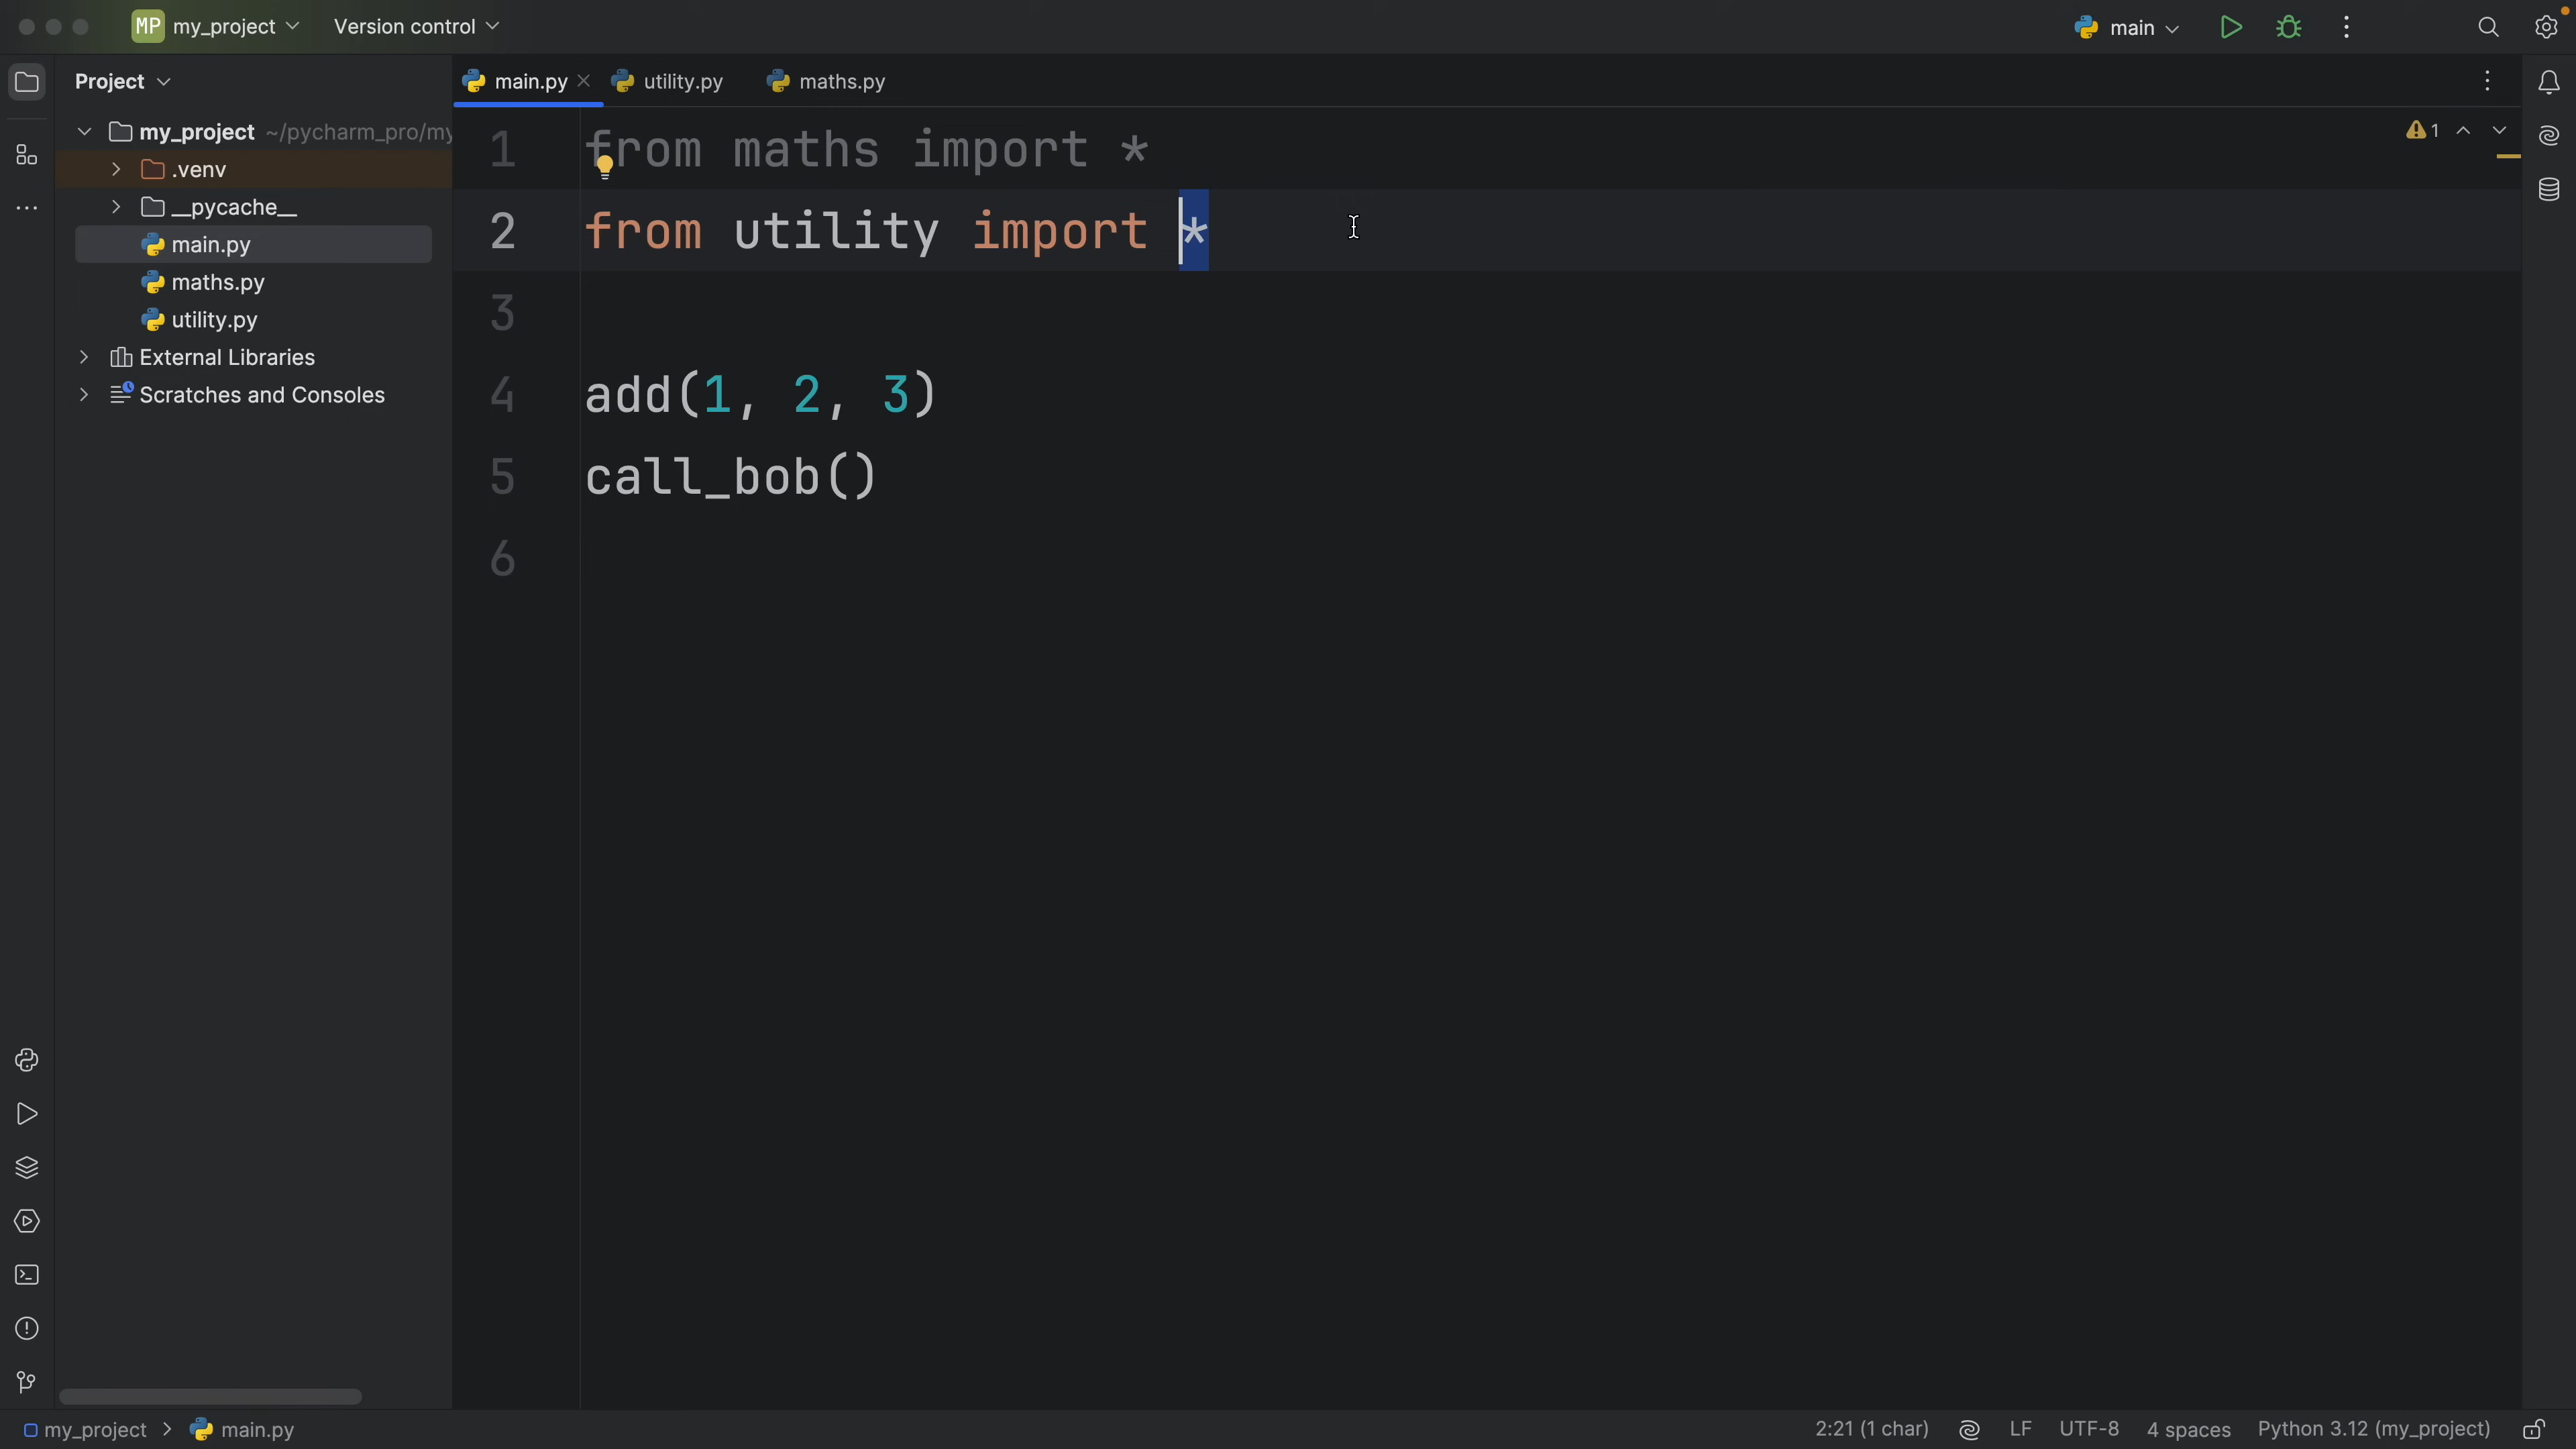 MP my_project Version control main
Project
main.py utility.py maths.py
my_project ~/pycharm_pro/my
.venv
__pycache__
main.py
maths.py
utility.py
External Libraries
Scratches and Consoles
1 from maths import *
2 from utility import *
3
4 add(1, 2, 3)
5 call_bob()
6
1
my_project > main.py 2:21 (1 char) LF UTF-8 4 spaces Python 3.12 (my_project)